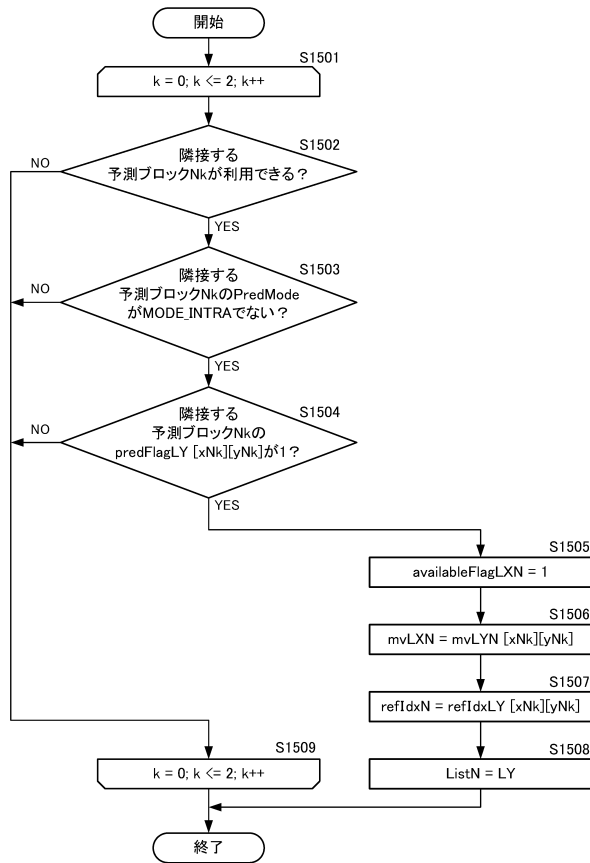 開始
S1501
k = 0; k <= 2; k++
S1502
隣接する
予測ブロックNkが利用できる？
NO
YES
S1503
隣接する
予測ブロックNkのPredMode
がMODE_INTRAでない？
NO
YES
S1504
隣接する
予測ブロックNkの
predFlagLY [xNk][yNk]が1？
NO
YES
S1505
availableFlagLXN = 1
S1506
mvLXN = mvLYN [xNk][yNk]
S1507
refIdxN = refIdxLY [xNk][yNk]
S1508
ListN = LY
S1509
k = 0; k <= 2; k++
終了